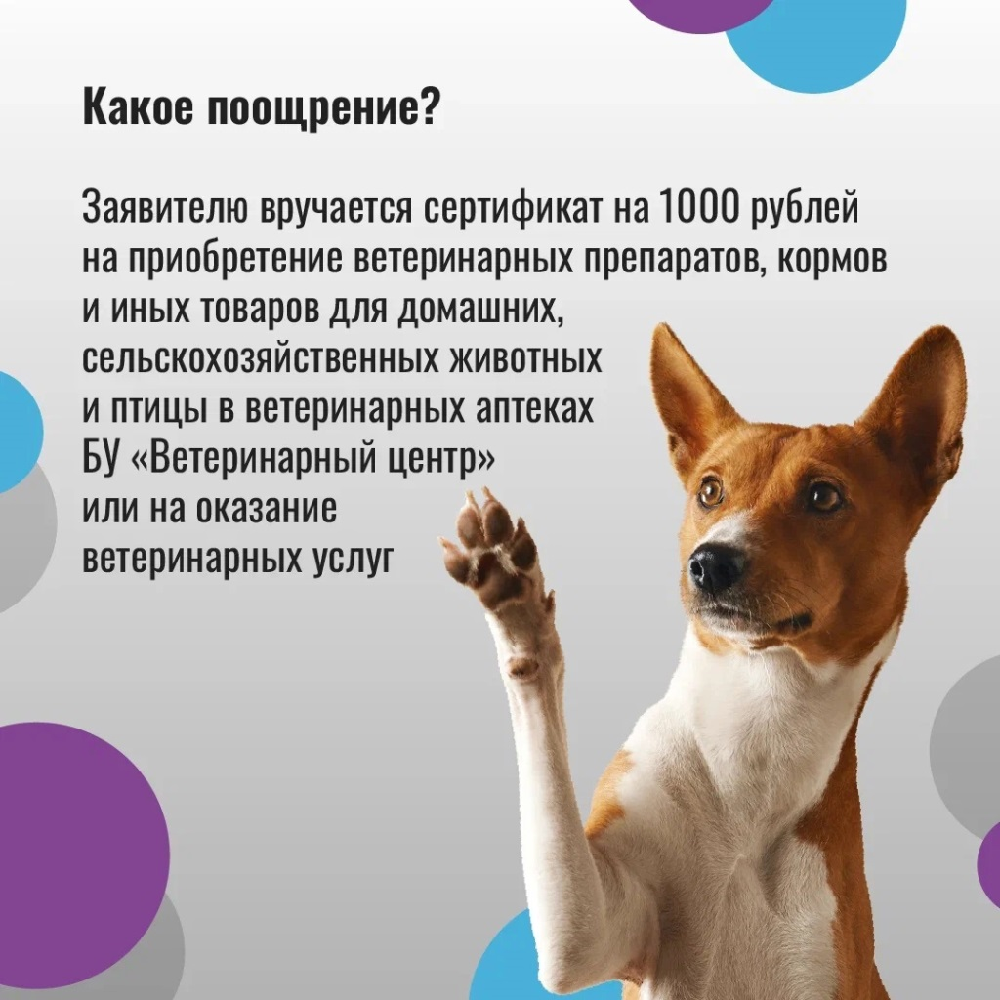 Какое поощрение?
Заявителю вручается сертификат на 1000 рублей
на приобретение ветеринарных препаратов, кормов
и иных товаров для домашних,
сельскохозяйственных животных
и птицы в ветеринарных аптеках
БУ «Ветеринарный центр»
или на оказание
ветеринарных услуг